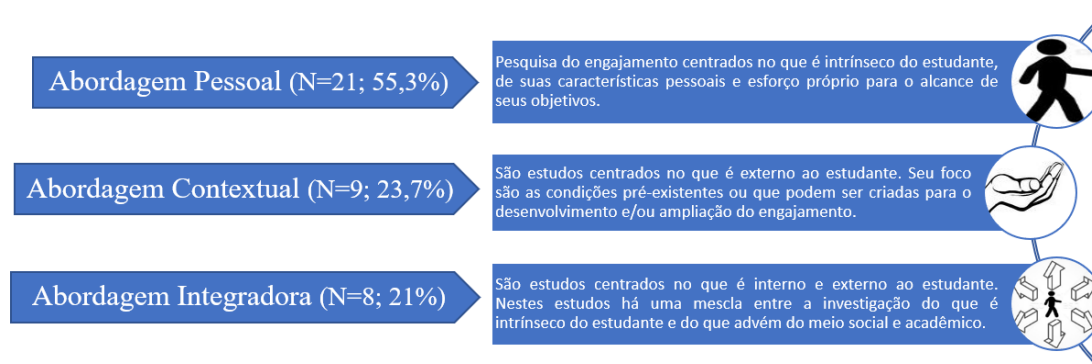 Abordagem Pessoal (N=21; 55,3%)
Pesquisa do engajamento centrados no que é intrínseco do estudante,
de suas características pessoais e esforço próprio para o alcance de
seus objetivos.
Abordagem Contextual (N=9; 23,7%)
São estudos centrados no que é externo ao estudante. Seu foco
são as condições pré-existentes ou que podem ser criadas para o
desenvolvimento e/ou ampliação do engajamento.
Abordagem Integradora (N=8; 21%)
São estudos centrados no que é interno e externo ao estudante.
Nestes estudos há uma mescla entre a investigação do que é
intrínseco do estudante e do que advém do meio social e acadêmico.